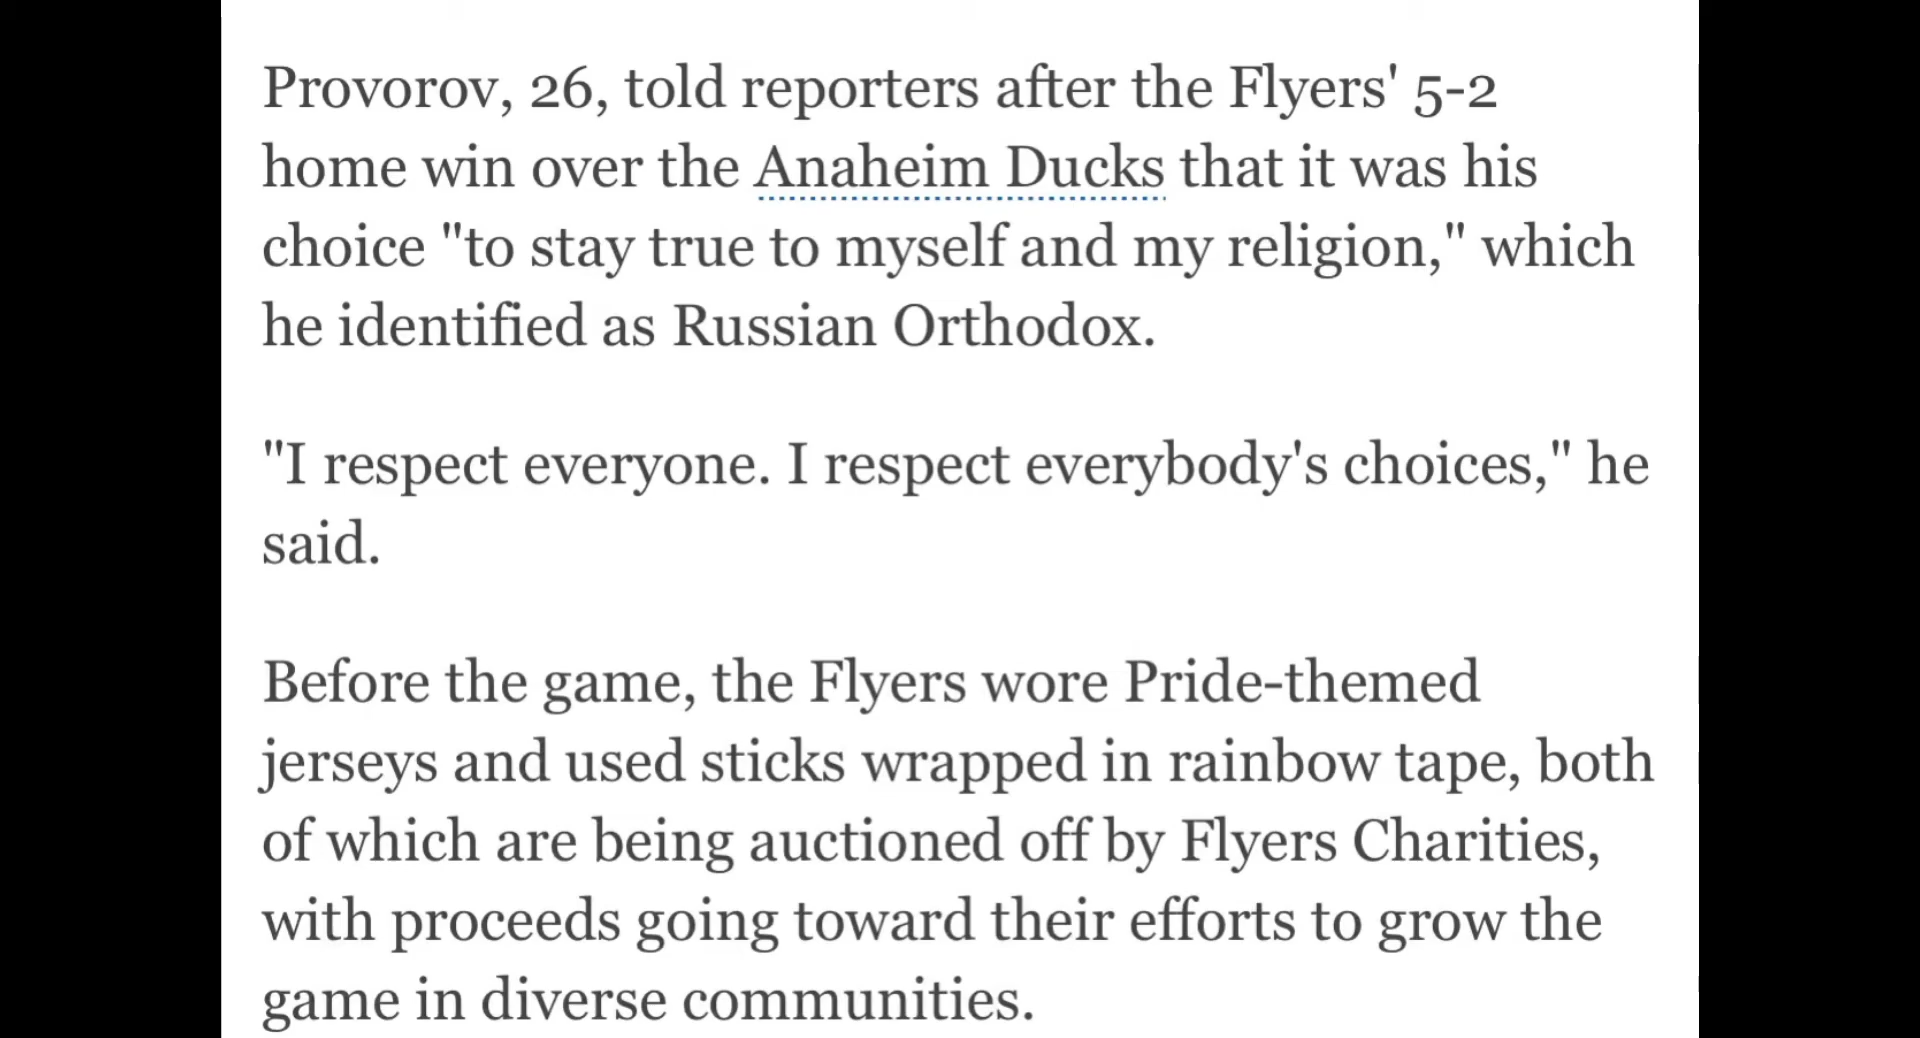 Provorov, 26, told reporters after the Flyers' 5-2
home win over the Anaheim Ducks that it was his
choice "to stay true to myself and my religion," which
he identified as Russian Orthodox.
"I respect everyone. I respect everybody's choices," he
said.
Before the game, the Flyers wore Pride-themed
jerseys and used sticks wrapped in rainbow tape, both
of which are being auctioned off by Flyers Charities,
with proceeds going toward their efforts to grow the
game in diverse communities.